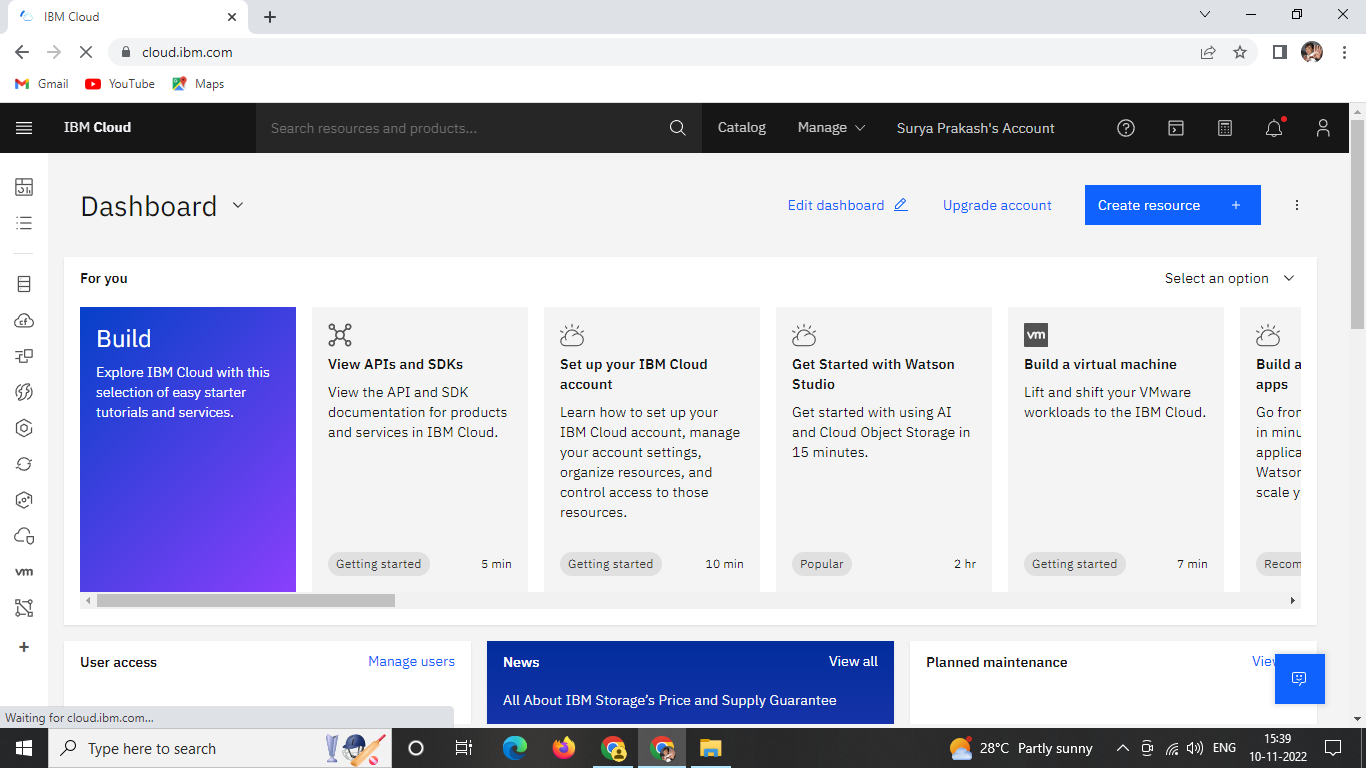 IBM Cloud
cloud.ibm.com
Gmail YouTube Maps
IBM Cloud Search resources and products... Catalog Manage Surya Prakash's Account
Dashboard Edit dashboard Upgrade account Create resource +
For you Select an option
Build
Explore IBM Cloud with this
selection of easy starter
tutorials and services.
View APIs and SDKs
View the API and SDK
documentation for products
and services in IBM Cloud.
Getting started 5 min
Set up your IBM Cloud
account
Learn how to set up your
IBM Cloud account, manage
your account settings,
organize resources, and
control access to those
resources.
Getting started 10 min
Get Started with Watson
Studio
Get started with using AI
and Cloud Object Storage in
15 minutes.
Popular 2 hr
vm
Build a virtual machine
Lift and shift your VMware
workloads to the IBM Cloud.
Getting started 7 min
Build a
apps
Go from
in minu
applica
Watson
scale y
Recom
cf
vm
User access Manage users
News View all
All About IBM Storage's Price and Supply Guarantee
Planned maintenance View
Waiting for cloud.ibm.com...
Type here to search 28°C Partly sunny ENG 15:39
10-11-2022